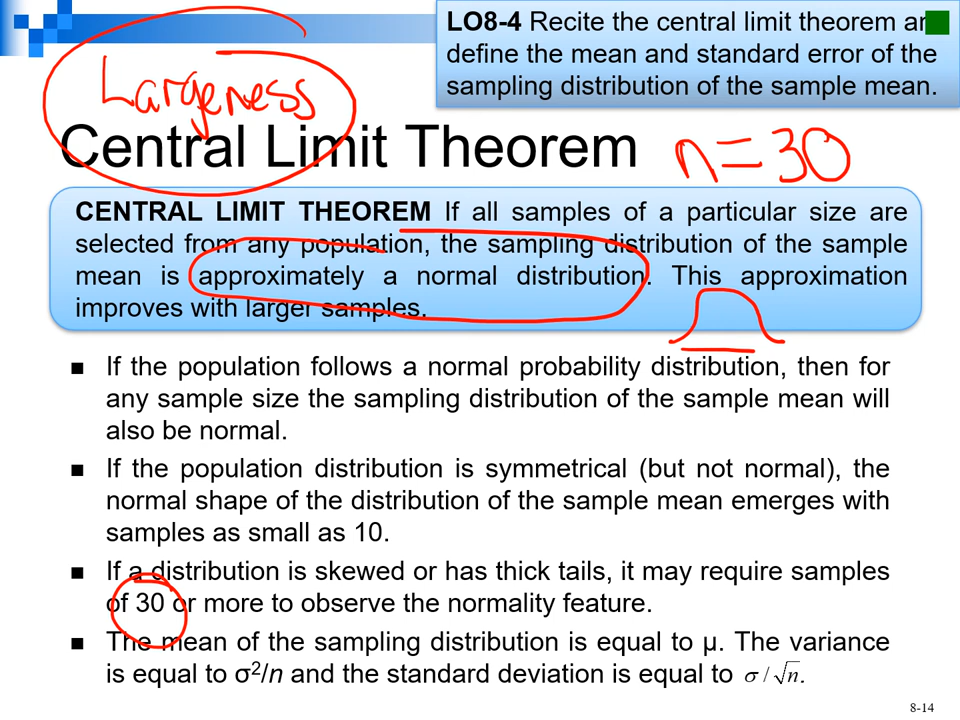 LO8-4 Recite the central limit theorem an
define the mean and standard error of the
sampling distribution of the sample mean.
Largeness
Central Limit Theorem
n = 30
CENTRAL LIMIT THEOREM If all samples of a particular size are
selected from any population, the sampling distribution of the sample
mean is approximately a normal distribution. This approximation
improves with larger samples.
■ If the population follows a normal probability distribution, then for
any sample size the sampling distribution of the sample mean will
also be normal.
■ If the population distribution is symmetrical (but not normal), the
normal shape of the distribution of the sample mean emerges with
samples as small as 10.
■ If a distribution is skewed or has thick tails, it may require samples
of 30 or more to observe the normality feature.
■ The mean of the sampling distribution is equal to μ. The variance
is equal to σ²/n and the standard deviation is equal to σ/√n.
8-14